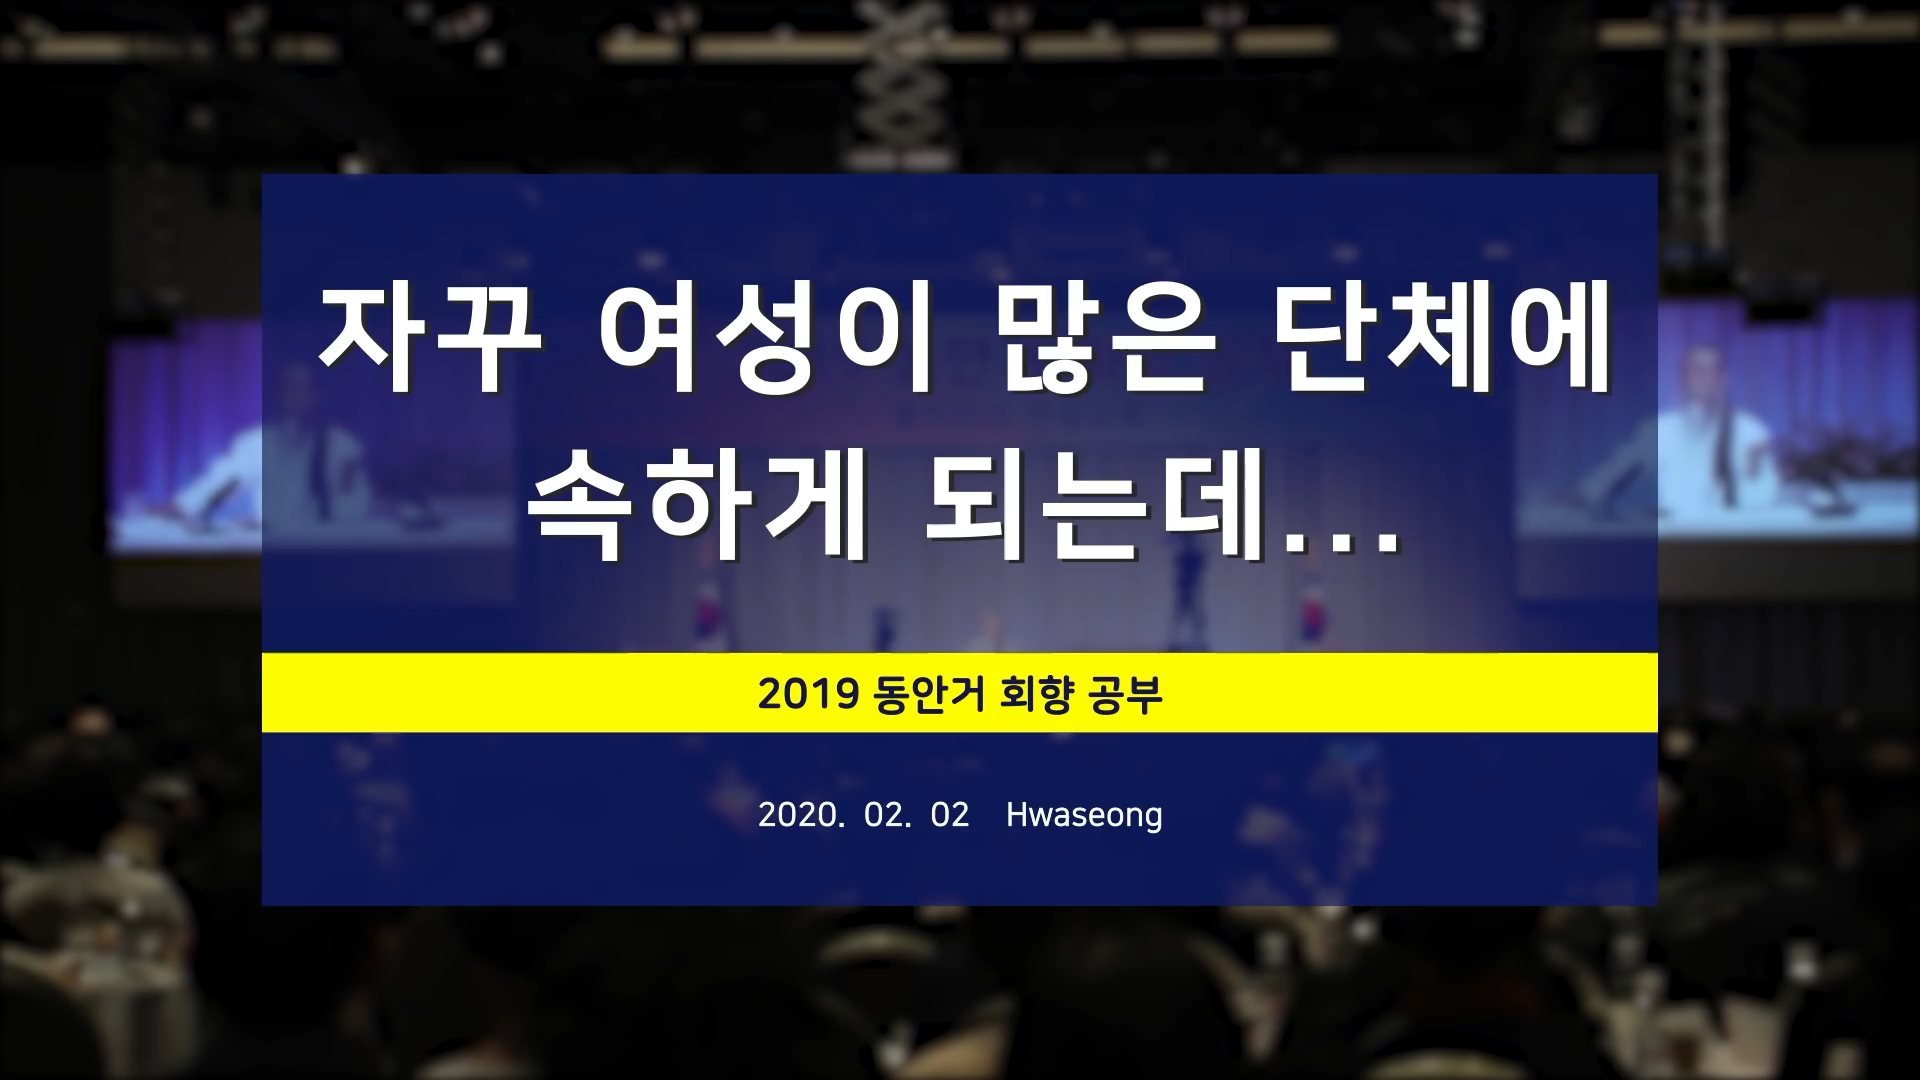 자꾸 여성이 많은 단체에
속하게 되는데...
2019 동안거 회향 공부
2020. 02. 02 Hwaseong